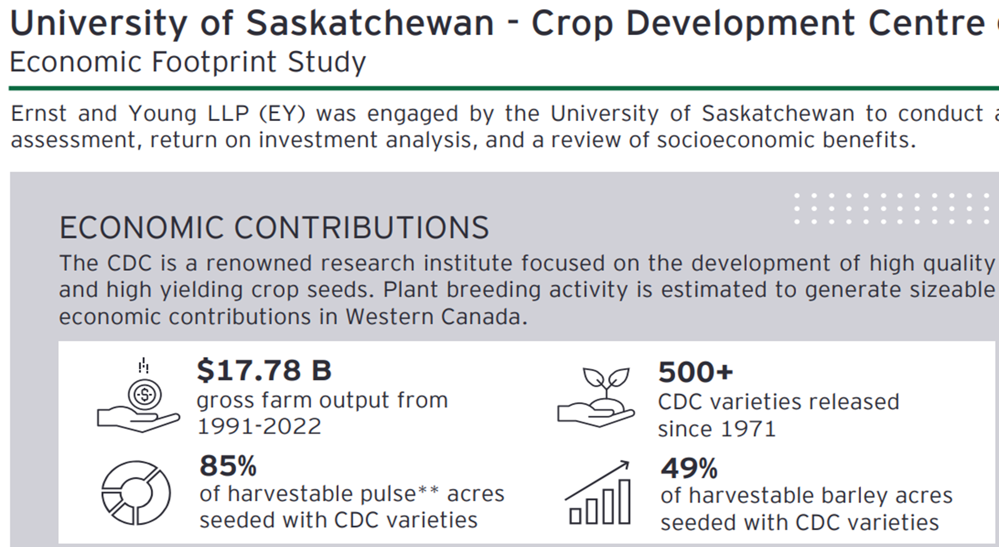 University of Saskatchewan - Crop Development Centre
Economic Footprint Study
Ernst and Young LLP (EY) was engaged by the University of Saskatchewan to conduct
assessment, return on investment analysis, and a review of socioeconomic benefits.
ECONOMIC CONTRIBUTIONS
The CDC is a renowned research institute focused on the development of high quality
and high yielding crop seeds. Plant breeding activity is estimated to generate sizeable
economic contributions in Western Canada.
$17.78 B
gross farm output from
1991-2022
500+
CDC varieties released
since 1971
85%
of harvestable pulse** acres
seeded with CDC varieties
49%
of harvestable barley acres
seeded with CDC varieties